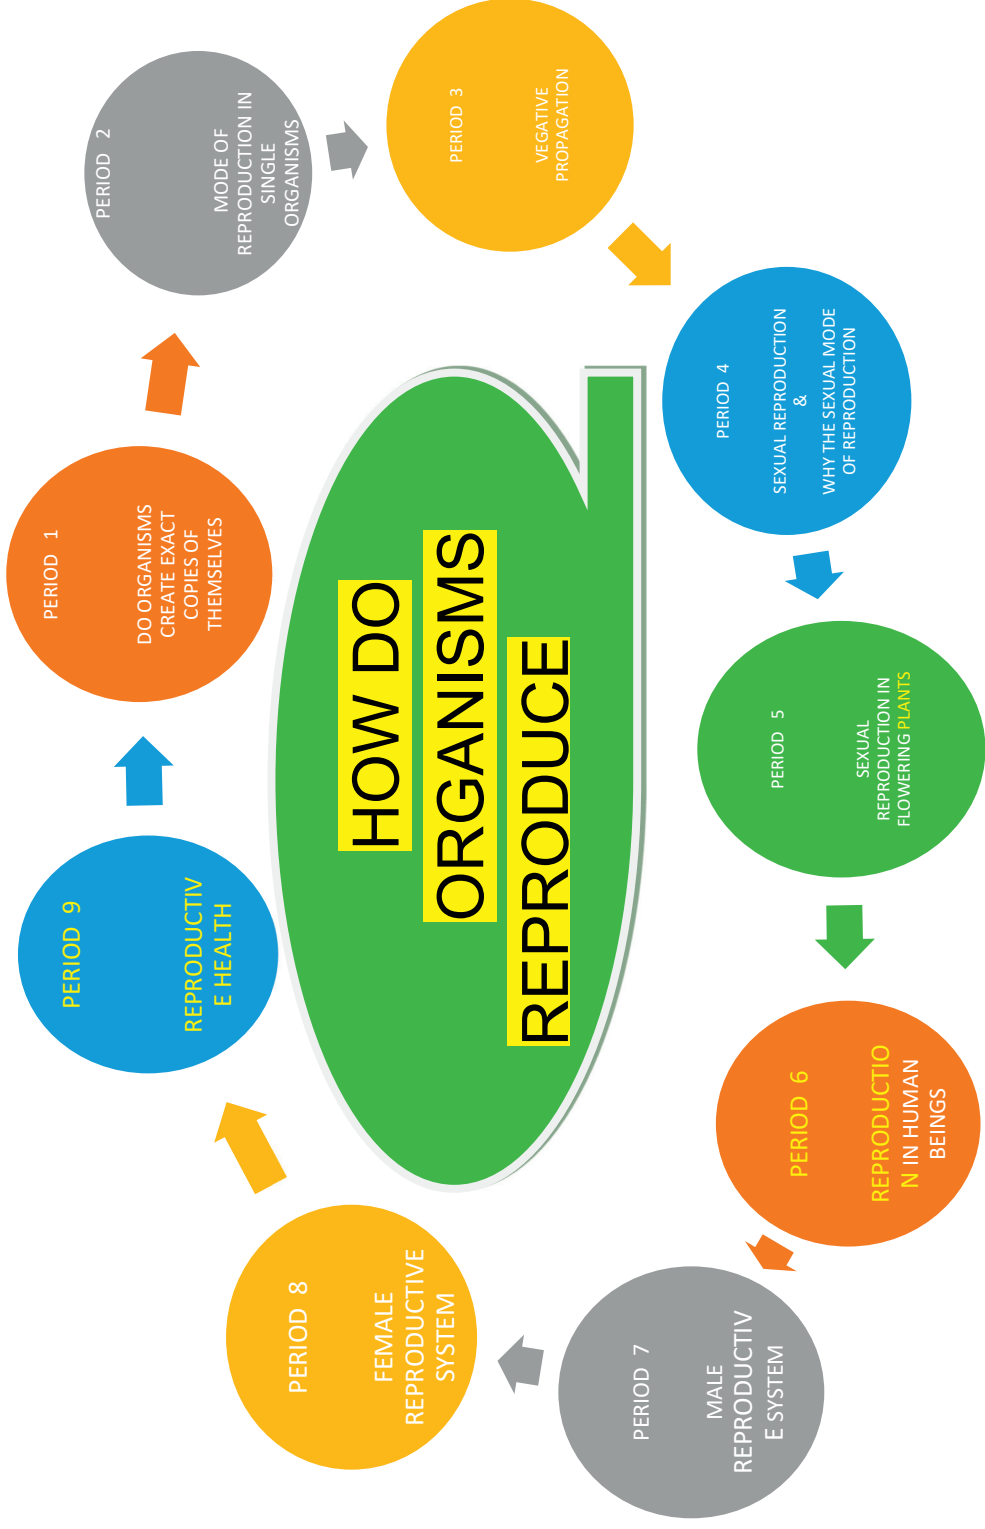 HOW DO
ORGANISMS
REPRODUCE
PERIOD 1
DO ORGANISMS
CREATE EXACT
COPIES OF
THEMSELVES
PERIOD 2
MODE OF
REPRODUCTION IN
SINGLE
ORGANISMS
PERIOD 3
VEGATIVE
PROPAGATION
PERIOD 4
SEXUAL REPRODUCTION
&
WHY THE SEXUAL MODE
OF REPRODUCTION
PERIOD 5
SEXUAL
REPRODUCTION IN
FLOWERING PLANTS
PERIOD 6
REPRODUCTIO
N IN HUMAN
BEINGS
PERIOD 7
MALE
REPRODUCTIV
E SYSTEM
PERIOD 8
FEMALE
REPRODUCTIVE
SYSTEM
PERIOD 9
REPRODUCTIV
E HEALTH